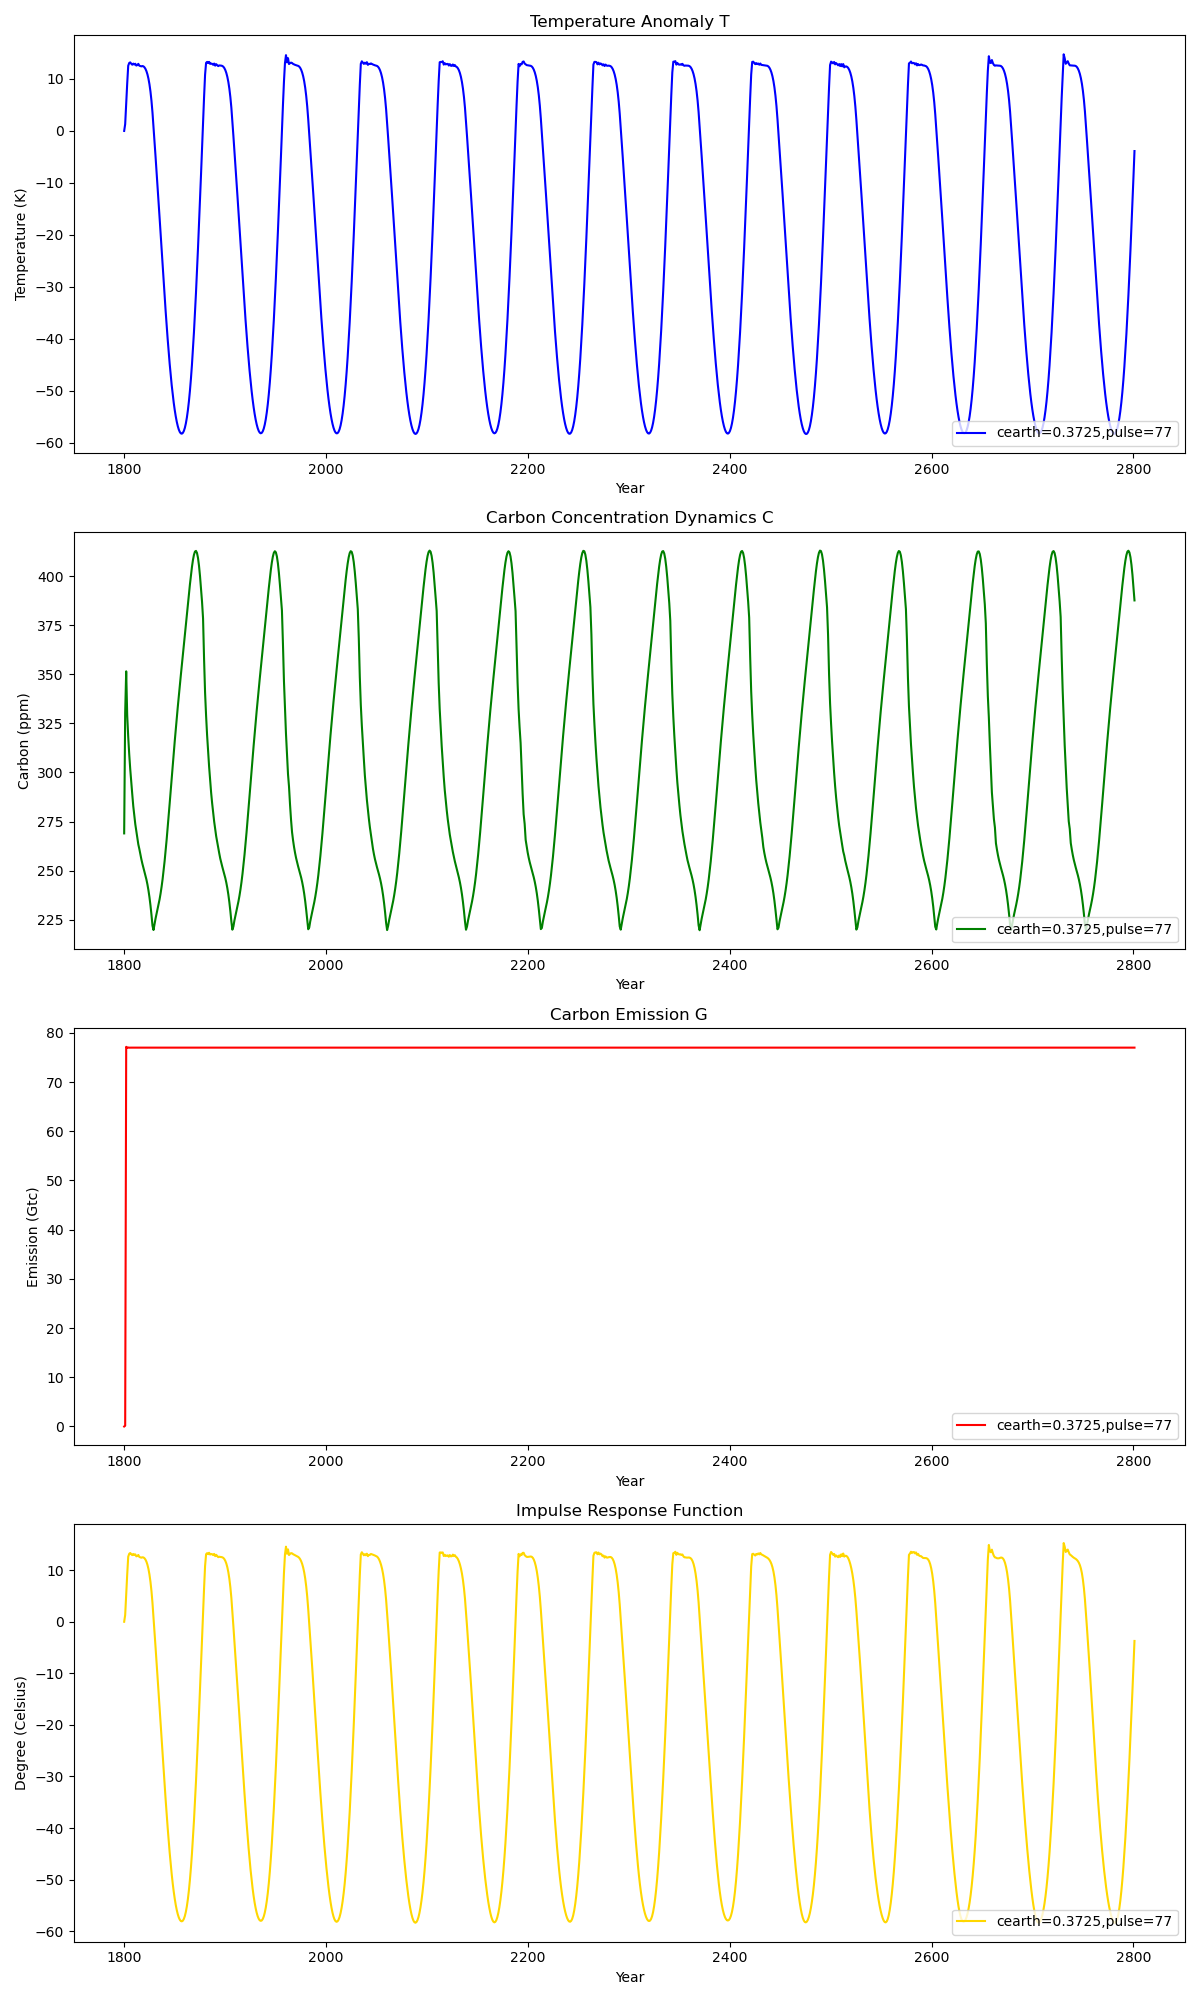 Temperature Anomaly T
10
0
−10
−20
−30
−40
−50
−60
Temperature (K)
cearth=0.3725,pulse=77
1800 2000 2200 2400 2600 2800
Year
Carbon Concentration Dynamics C
400
375
350
325
300
275
250
225
Carbon (ppm)
cearth=0.3725,pulse=77
1800 2000 2200 2400 2600 2800
Year
Carbon Emission G
80
70
60
50
40
30
20
10
0
Emission (Gtc)
cearth=0.3725,pulse=77
1800 2000 2200 2400 2600 2800
Year
Impulse Response Function
10
0
−10
−20
−30
−40
−50
−60
Degree (Celsius)
cearth=0.3725,pulse=77
1800 2000 2200 2400 2600 2800
Year